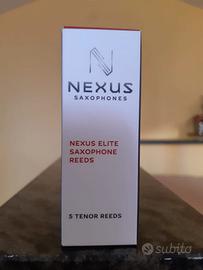 NEXUS
SAXOPHONES
NEXUS ELITE
SAXOPHONE
REEDS
5 TENOR REEDS
subito